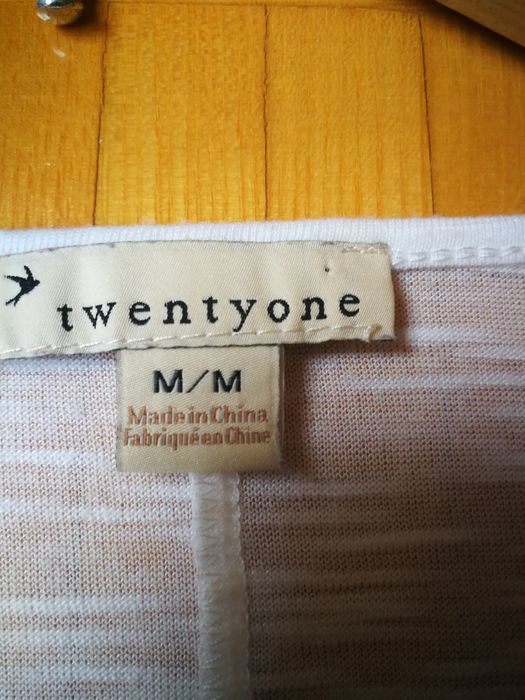 twentyone
M/M
Made in China
Fabriqué en Chine